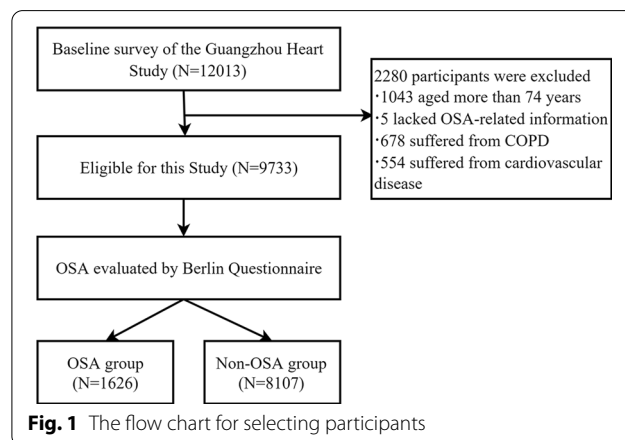 Baseline survey of the Guangzhou Heart
Study (N=12013)
2280 participants were excluded
·1043 aged more than 74 years
·5 lacked OSA-related information
·678 suffered from COPD
·554 suffered from cardiovascular
disease
Eligible for this Study (N=9733)
OSA evaluated by Berlin Questionnaire
OSA group
(N=1626)
Non-OSA group
(N=8107)
Fig. 1 The flow chart for selecting participants